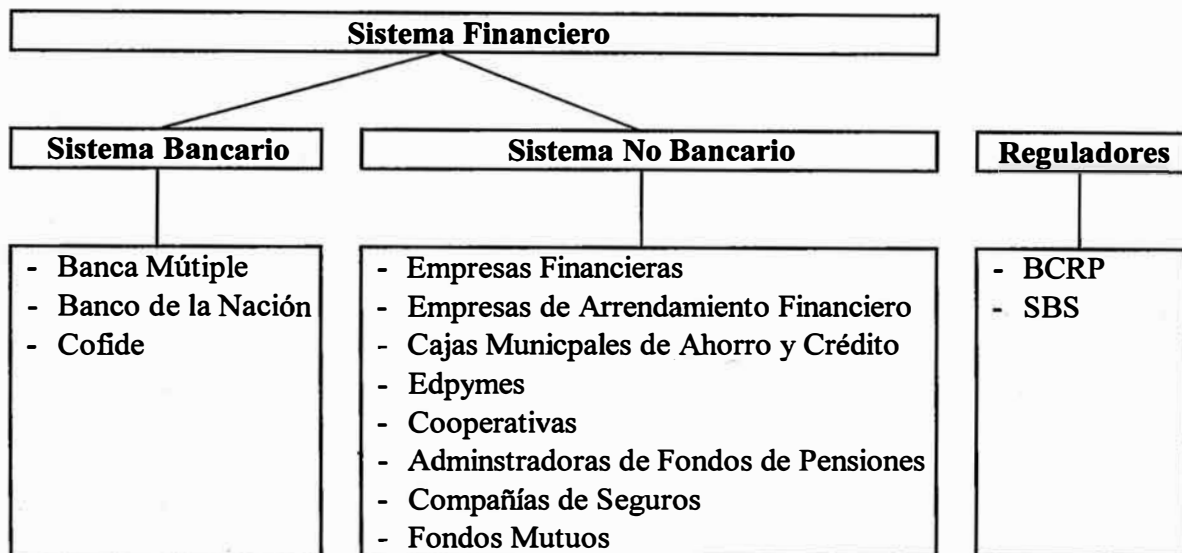 Sistema Financiero
Sistema Bancario
Sistema No Bancario
Reguladores
- Banca Mútiple
- Banco de la Nación
- Cofide
- Empresas Financieras
- Empresas de Arrendamiento Financiero
- Cajas Municpales de Ahorro y Crédito
- Edpymes
- Cooperativas
- Adminstradoras de Fondos de Pensiones
- Compañías de Seguros
- Fondos Mutuos
- BCRP
- SBS